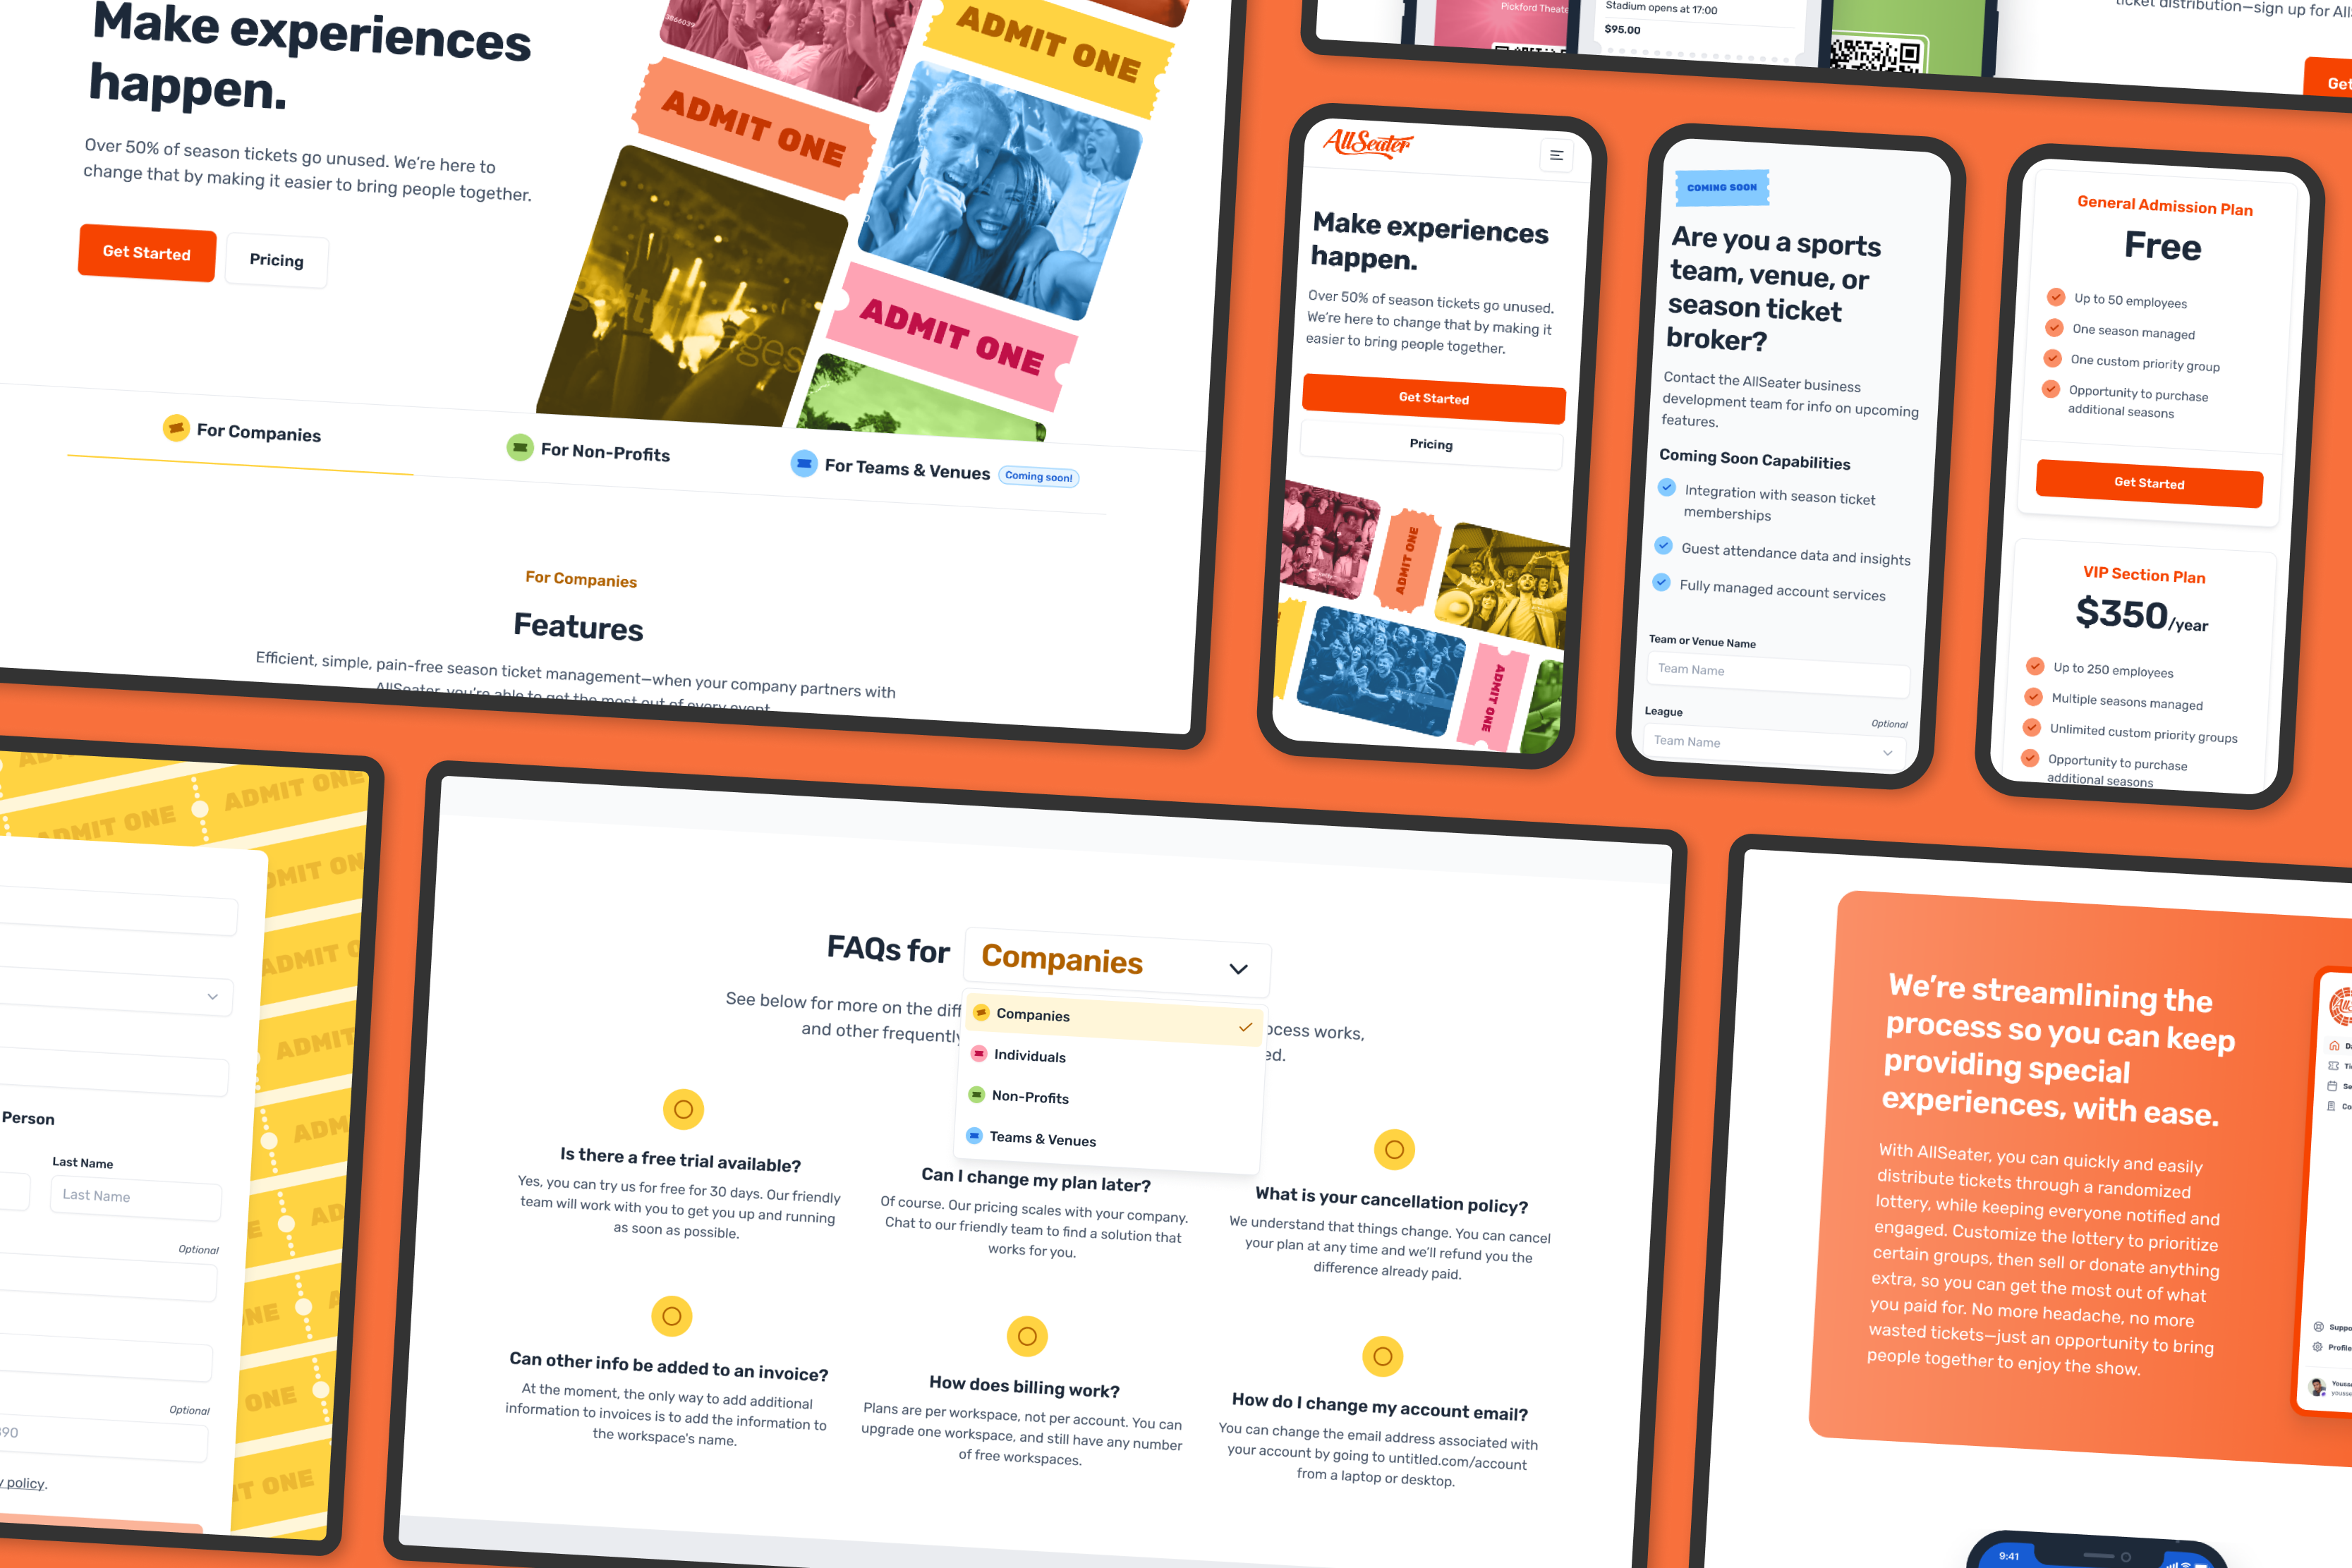 Make experiences
happen.
Over 50% of season tickets go unused. We're here to
change that by making it easier to bring people together.
Get Started
Pricing
3866039
ADMIT ONE
ADMIT ONE
ADMIT ONE
For Companies
For Non-Profits
For Teams & Venues
Coming soon!
For Companies
Features
Efficient, simple, pain-free season ticket management—when your company partners with
AllSeater, you're able to get the most out of every event.
Pickford Theate
Stadium opens at 17:00
$95.00
ticket distribution—sign up for All
Get
AllSeater
Make experiences
happen.
Over 50% of season tickets go unused.
We're here to change that by making it
easier to bring people together.
Get Started
Pricing
ADMIT ONE
ADMIT ONE
COMING SOON
Are you a sports
team, venue, or
season ticket
broker?
Contact the AllSeater business
development team for info on upcoming
features.
Coming Soon Capabilities
Integration with season ticket
memberships
Guest attendance data and insights
Fully managed account services
Team or Venue Name
Team Name
League
Optional
Team Name
General Admission Plan
Free
Up to 50 employees
One season managed
One custom priority group
Opportunity to purchase
additional seasons
Get Started
VIP Section Plan
$350/year
Up to 250 employees
Multiple seasons managed
Unlimited custom priority groups
Opportunity to purchase
additional seasons
ADMIT ONE
ADMIT ONE
Person
Last Name
Last Name
Optional
Optional
890
y policy.
FAQs for
Companies
See below for more on the diff
ocess works,
and other frequently
ed.
Companies
Individuals
Non-Profits
Teams & Venues
Is there a free trial available?
Yes, you can try us for free for 30 days. Our friendly
team will work with you to get you up and running
as soon as possible.
Can I change my plan later?
Of course. Our pricing scales with your company.
Chat to our friendly team to find a solution that
works for you.
What is your cancellation policy?
We understand that things change. You can cancel
your plan at any time and we'll refund you the
difference already paid.
Can other info be added to an invoice?
At the moment, the only way to add additional
information to invoices is to add the information to
the workspace's name.
How does billing work?
Plans are per workspace, not per account. You can
upgrade one workspace, and still have any number
of free workspaces.
How do I change my account email?
You can change the email address associated with
your account by going to untitled.com/account
from a laptop or desktop.
We're streamlining the
process so you can keep
providing special
experiences, with ease.
With AllSeater, you can quickly and easily
distribute tickets through a randomized
lottery, while keeping everyone notified and
engaged. Customize the lottery to prioritize
certain groups, then sell or donate anything
extra, so you can get the most out of what
you paid for. No more headache, no more
wasted tickets—just an opportunity to bring
people together to enjoy the show.
Suppo
Profile
9:41